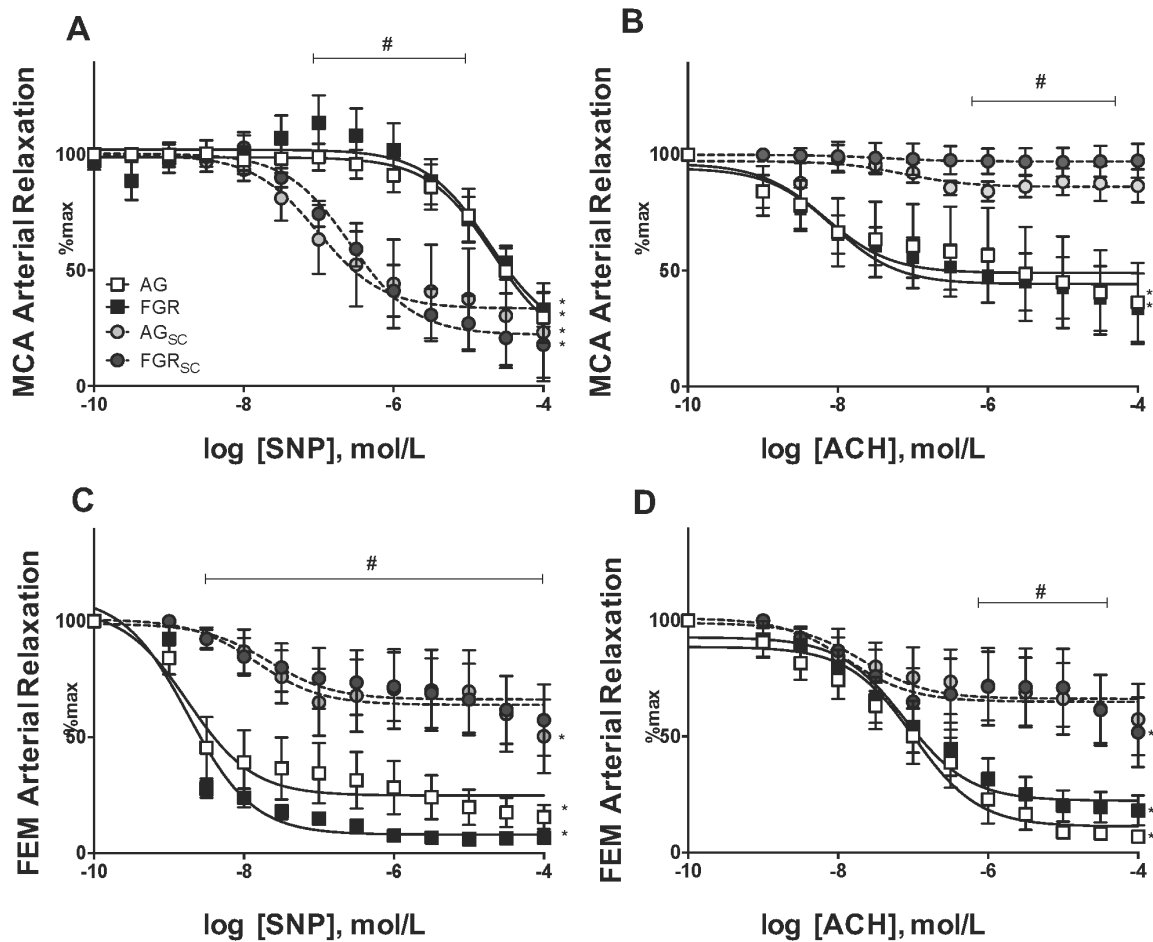 A
#
MCA Arterial Relaxation
%max
100
50
0
AG
FGR
AGSC
FGRSC
*
*
*
*
-10
-8
-6
-4
log [SNP], mol/L
B
#
MCA Arterial Relaxation
%max
100
50
0
*
*
-10
-8
-6
-4
log [ACH], mol/L
C
#
FEM Arterial Relaxation
%max
100
50
0
*
*
*
-10
-8
-6
-4
log [SNP], mol/L
D
#
FEM Arterial Relaxation
%max
100
50
0
*
*
*
-10
-8
-6
-4
log [ACH], mol/L